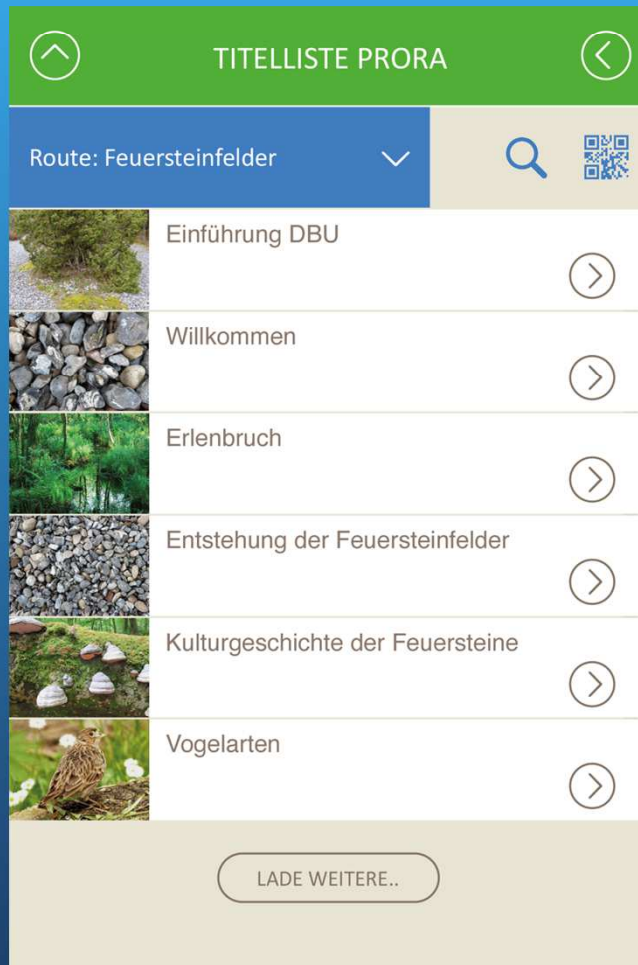 TITELLISTE PRORA
Route: Feuersteinfelder
Einführung DBU
Willkommen
Erlenbruch
Entstehung der Feuersteinfelder
Kulturgeschichte der Feuersteine
Vogelarten
LADE WEITERE..